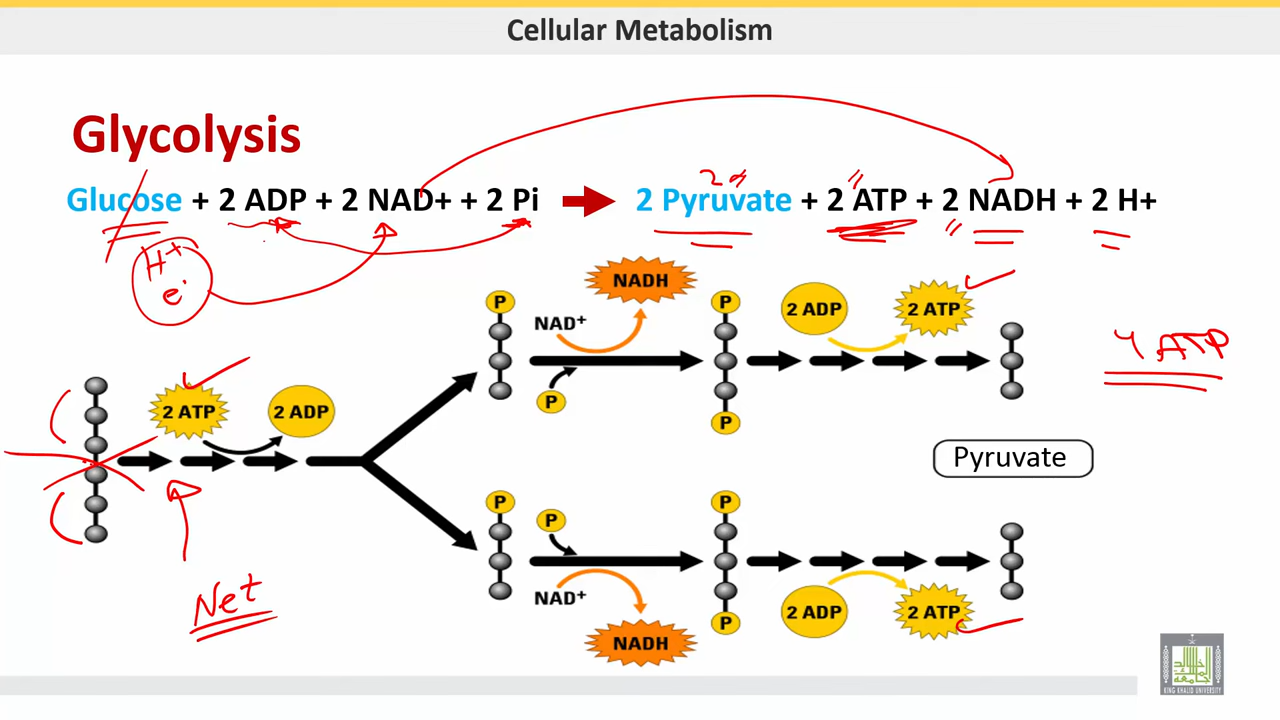 Cellular Metabolism
Glycolysis
2
Glucose + 2 ADP + 2 NAD+ + 2 Pi 2 Pyruvate + 2 ATP + 2 NADH + 2 H+
H+
e-
NADH
P P
2 ADP 2 ATP
NAD+
4 ATP
P
2 ATP 2 ADP
P
Pyruvate
P P
P
NAD+
2 ADP 2 ATP
P
Net
NADH
KING KHALID UNIVERSITY